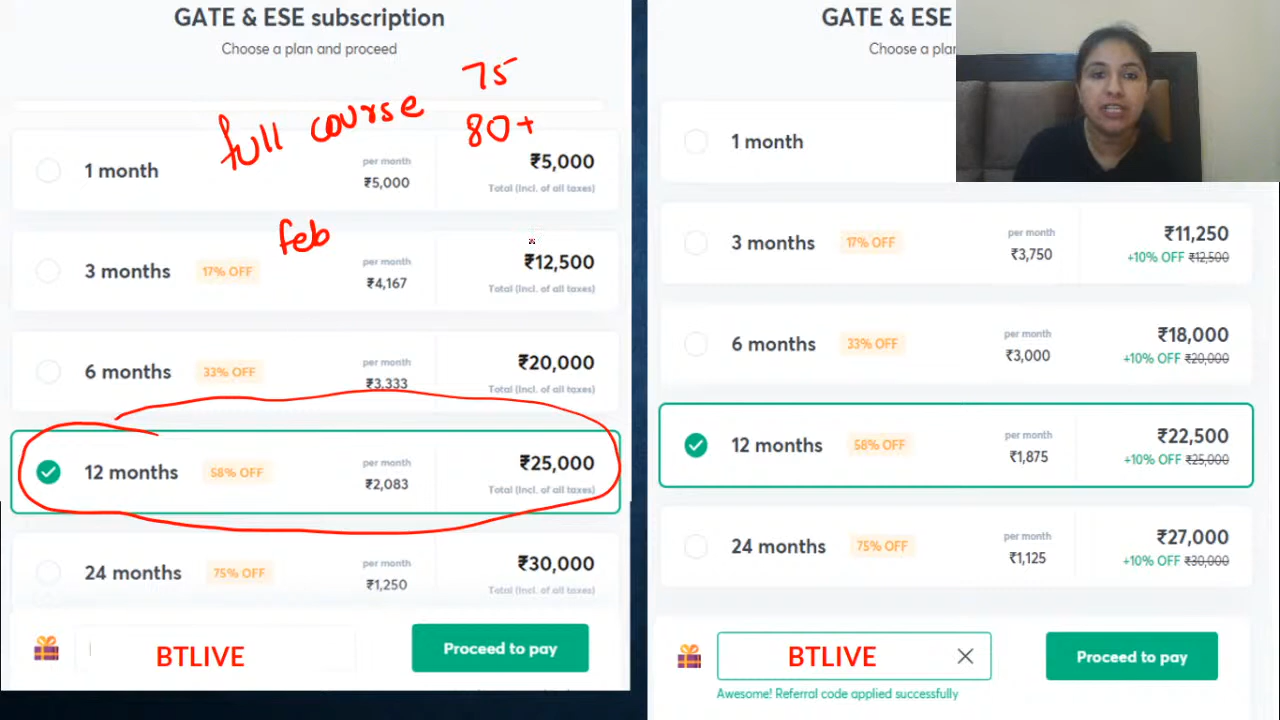 GATE & ESE subscription
Choose a plan and proceed
full course
75
80+
1 month
per month
₹5,000
₹5,000
Total (Incl. of all taxes)
feb
3 months
17% OFF
per month
₹4,167
₹12,500
Total (Incl. of all taxes)
6 months
33% OFF
per month
₹3,333
₹20,000
Total (Incl. of all taxes)
12 months
58% OFF
per month
₹2,083
₹25,000
Total (Incl. of all taxes)
24 months
75% OFF
per month
₹1,250
₹30,000
Total (Incl. of all taxes)
BTLIVE
Proceed to pay
GATE & ESE
Choose a plan
1 month
3 months
17% OFF
per month
₹3,750
₹11,250
+10% OFF ₹12,500
6 months
33% OFF
per month
₹3,000
₹18,000
+10% OFF ₹20,000
12 months
58% OFF
per month
₹1,875
₹22,500
+10% OFF ₹25,000
24 months
75% OFF
per month
₹1,125
₹27,000
+10% OFF ₹30,000
BTLIVE
Proceed to pay
Awesome! Referral code applied successfully